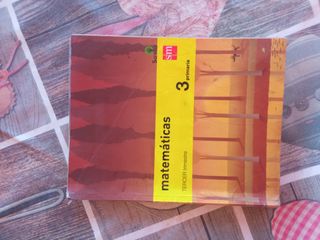 sm
3 primaria
matemáticas
TERCER trimestre